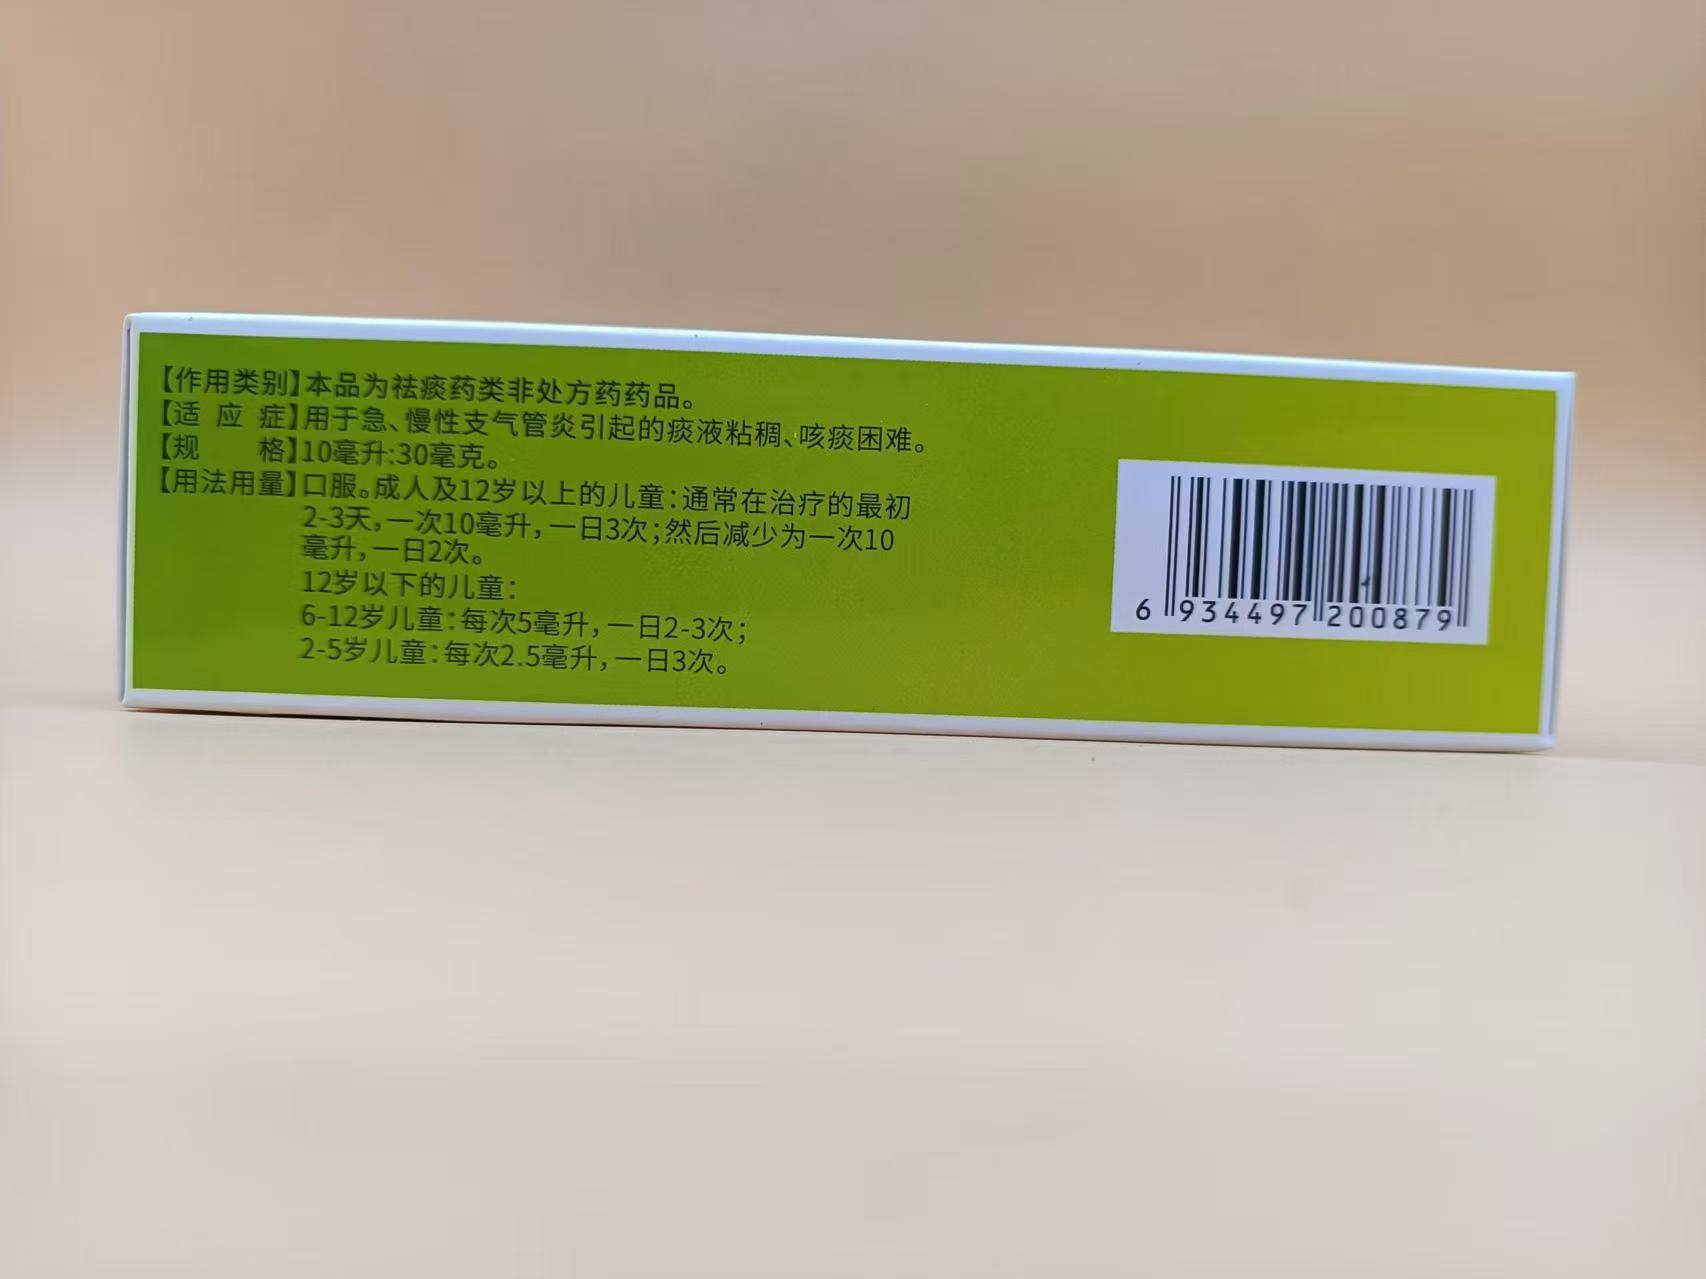 【作用类别】本品为祛痰药类非处方药药品。
【适应症】用于急、慢性支气管炎引起的痰液粘稠、咳痰困难。
【规格】10毫升:30毫克。
【用法用量】口服。成人及12岁以上的儿童：通常在治疗的最初
2-3天，一次10毫升，一日3次；然后减少为一次10
毫升，一日2次。
12岁以下的儿童：
6-12岁儿童：每次5毫升，一日2-3次；
2-5岁儿童：每次2.5毫升，一日3次。
6 934497 200879